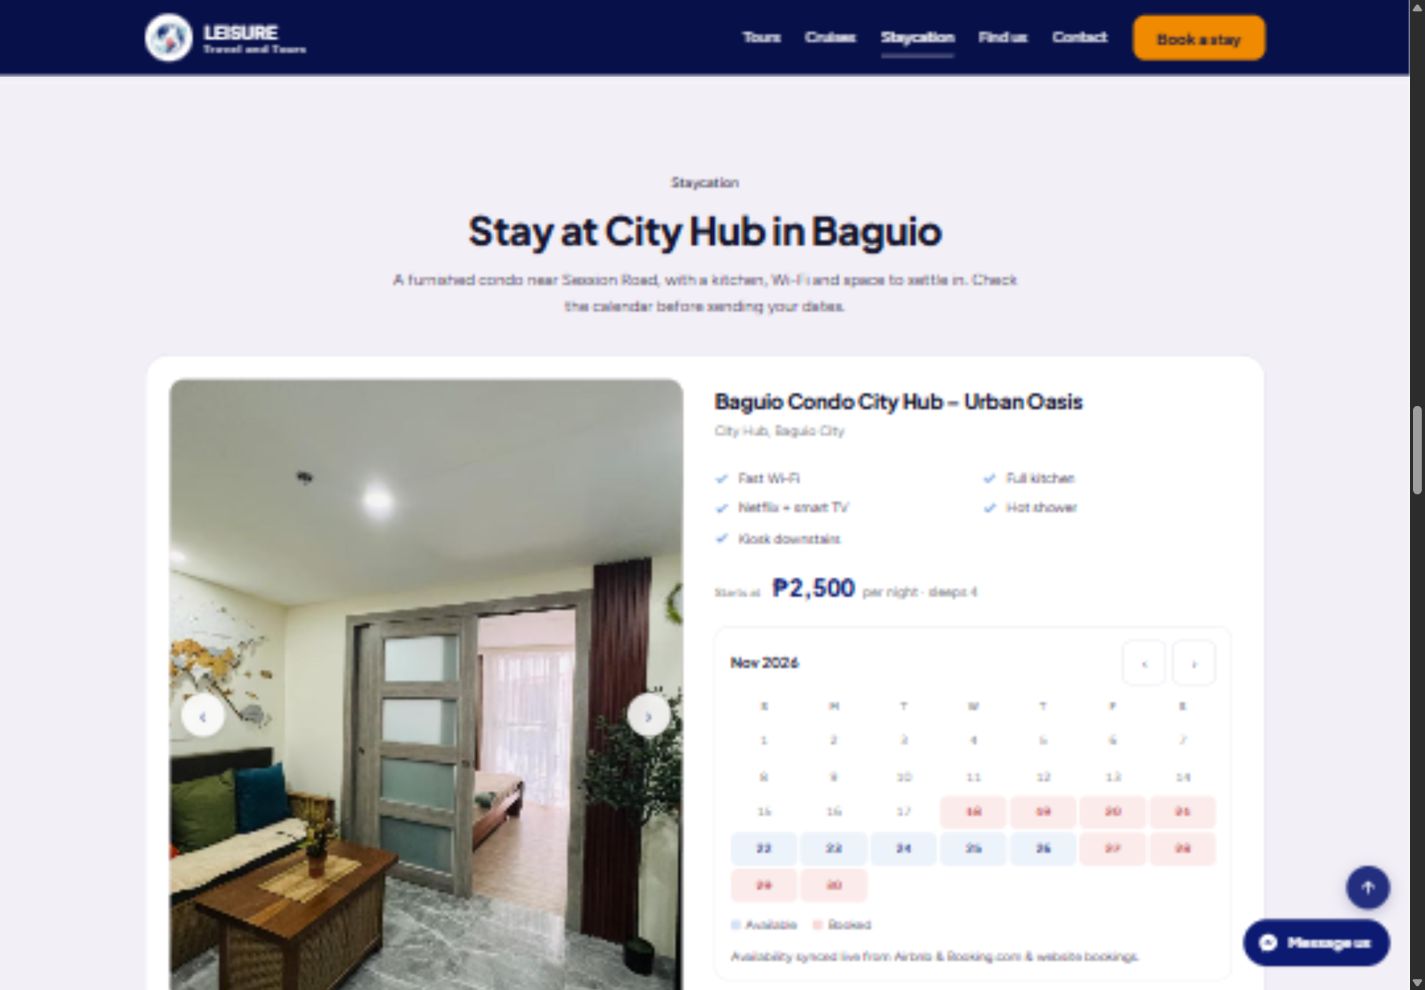 LEISURE
Travel and Tours
Tours Cruises Staycation Find us Contact Book a stay
Staycation
Stay at City Hub in Baguio
A furnished condo near Session Road, with a kitchen, Wi-Fi and space to settle in. Check
the calendar before sending your dates.
Baguio Condo City Hub – Urban Oasis
City Hub, Baguio City
Fast Wi-Fi
Full kitchen
Netflix + smart TV
Hot shower
Kiosk downstairs
Starts at ₱2,500 per night · sleeps 4
Nov 2026
S M T W T F S
1 2 3 4 5 6 7
8 9 10 11 12 13 14
15 16 17 18 19 20 21
22 23 24 25 26 27 28
29 30
Available Booked
Availability synced live from Airbnb & Booking.com & website bookings.
Message us